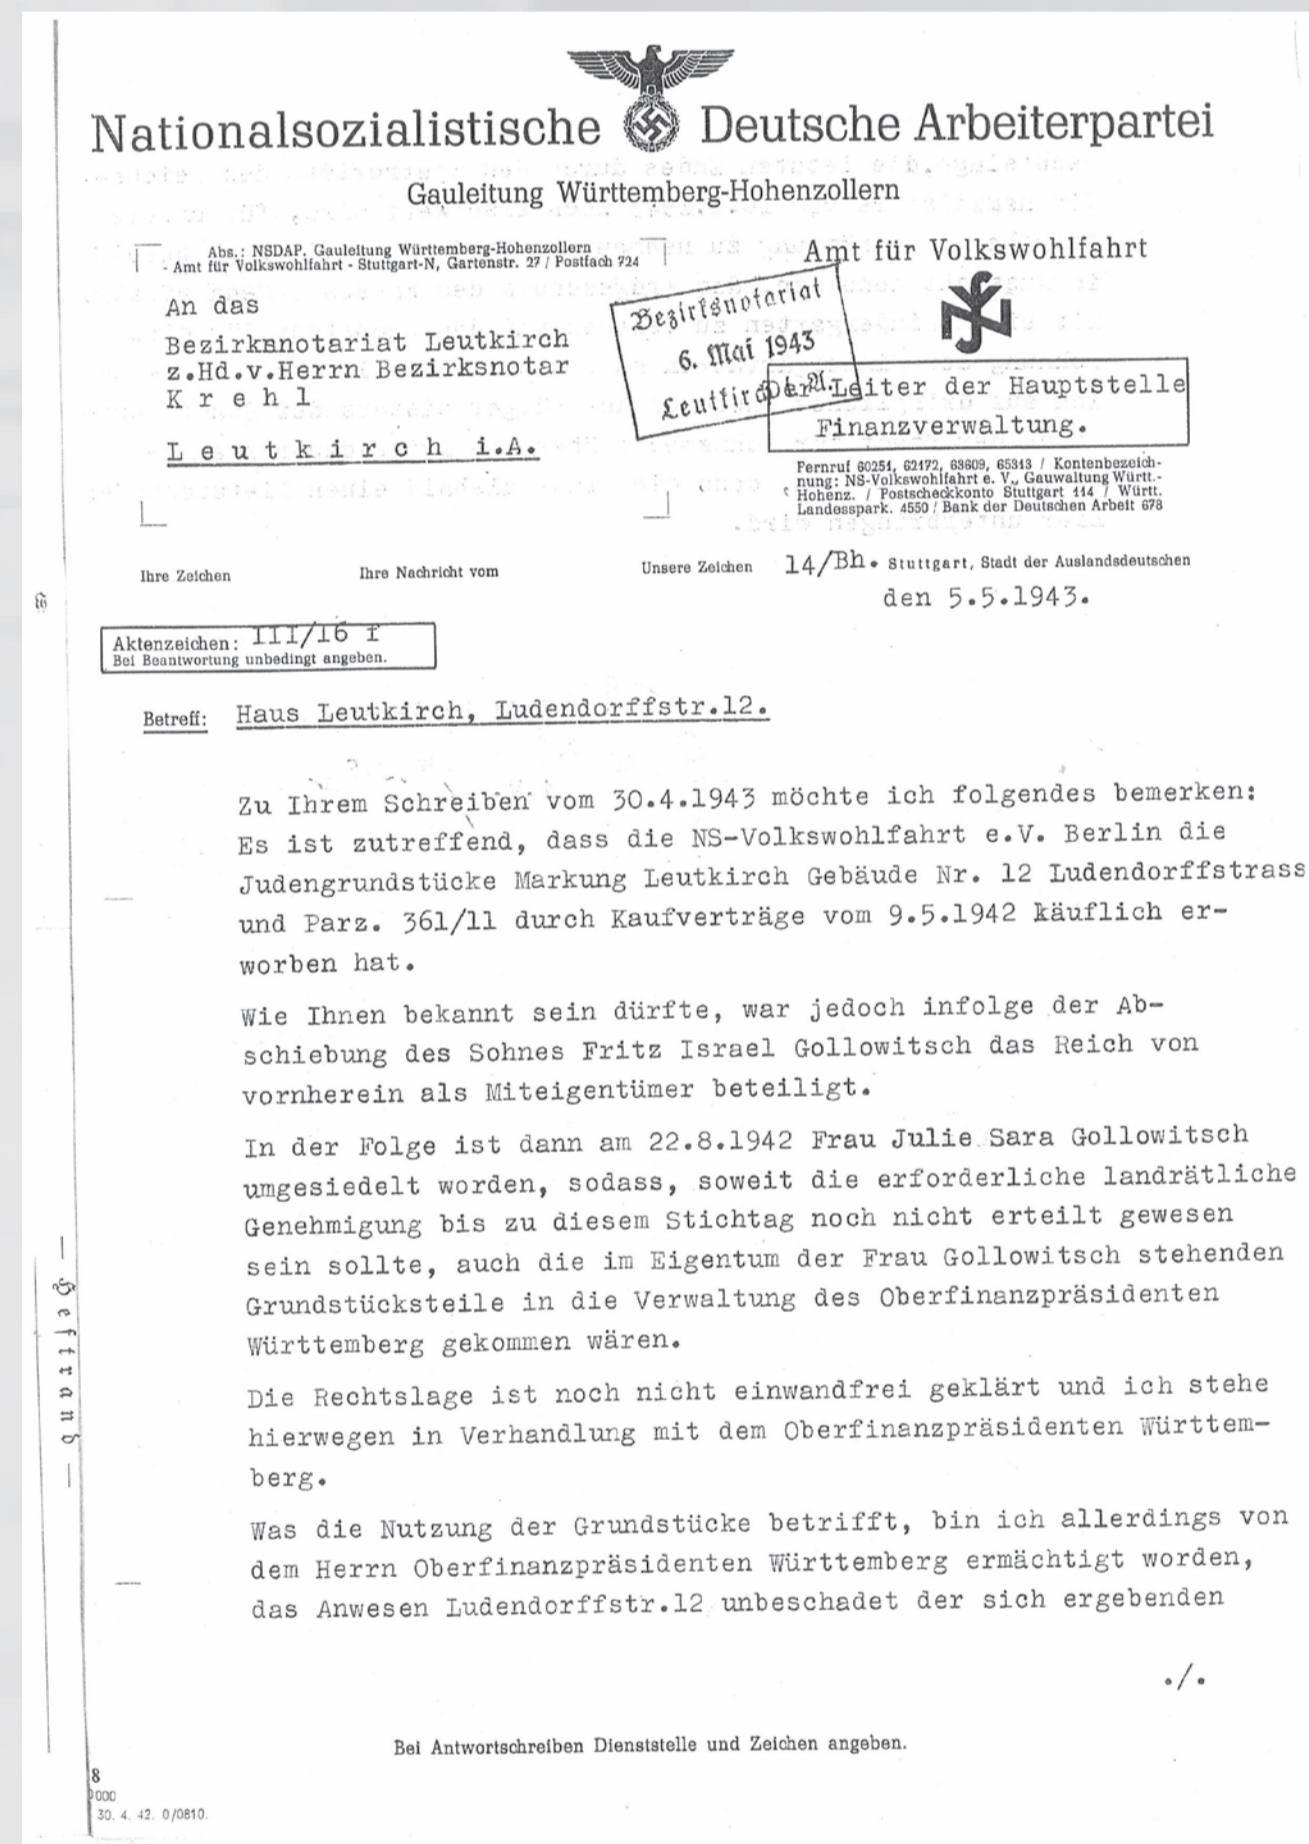 Nationalsozialistische Deutsche Arbeiterpartei
Gauleitung Württemberg-Hohenzollern
Abs.: NSDAP. Gauleitung Württemberg-Hohenzollern
- Amt für Volkswohlfahrt - Stuttgart-N, Gartenstr. 27 / Postfach 724
An das
Bezirksnotariat Leutkirch
z.Hd.v.Herrn Bezirksnotar
K r e h l
L e u t k i r c h i.A.
Bezirksnotariat
6. Mai 1943
Leutkirch i. A.
Amt für Volkswohlfahrt
Der Leiter der Hauptstelle
Finanzverwaltung.
Fernruf 60251, 62172, 63609, 65313 / Kontenbezeich-
nung: NS-Volkswohlfahrt e. V., Gauwaltung Württ.-
Hohenz. / Postscheckkonto Stuttgart 414 / Württ.
Landesspark. 4550 / Bank der Deutschen Arbeit 678
Ihre Zeichen Ihre Nachricht vom Unsere Zeichen 14/Bh. Stuttgart, Stadt der Auslandsdeutschen
den 5.5.1943.
Aktenzeichen: III/16 f
Bei Beantwortung unbedingt angeben.
Betreff: Haus Leutkirch, Ludendorffstr.12.
Zu Ihrem Schreiben vom 30.4.1943 möchte ich folgendes bemerken:
Es ist zutreffend, dass die NS-Volkswohlfahrt e.V. Berlin die
Judengrundstücke Markung Leutkirch Gebäude Nr. 12 Ludendorffstrass
und Parz. 361/11 durch Kaufverträge vom 9.5.1942 käuflich er-
worben hat.
Wie Ihnen bekannt sein dürfte, war jedoch infolge der Ab-
schiebung des Sohnes Fritz Israel Gollowitsch das Reich von
vornherein als Miteigentümer beteiligt.
In der Folge ist dann am 22.8.1942 Frau Julie Sara Gollowitsch
umgesiedelt worden, sodass, soweit die erforderliche landrätliche
Genehmigung bis zu diesem Stichtag noch nicht erteilt gewesen
sein sollte, auch die im Eigentum der Frau Gollowitsch stehenden
Grundstücksteile in die Verwaltung des Oberfinanzpräsidenten
Württemberg gekommen wären.
Die Rechtslage ist noch nicht einwandfrei geklärt und ich stehe
hierwegen in Verhandlung mit dem Oberfinanzpräsidenten Württem-
berg.
Was die Nutzung der Grundstücke betrifft, bin ich allerdings von
dem Herrn Oberfinanzpräsidenten Württemberg ermächtigt worden,
das Anwesen Ludendorffstr.12 unbeschadet der sich ergebenden
./.
— Heftrand —
Bei Antwortschreiben Dienststelle und Zeichen angeben.
8
000
30. 4. 42. 0/0810.